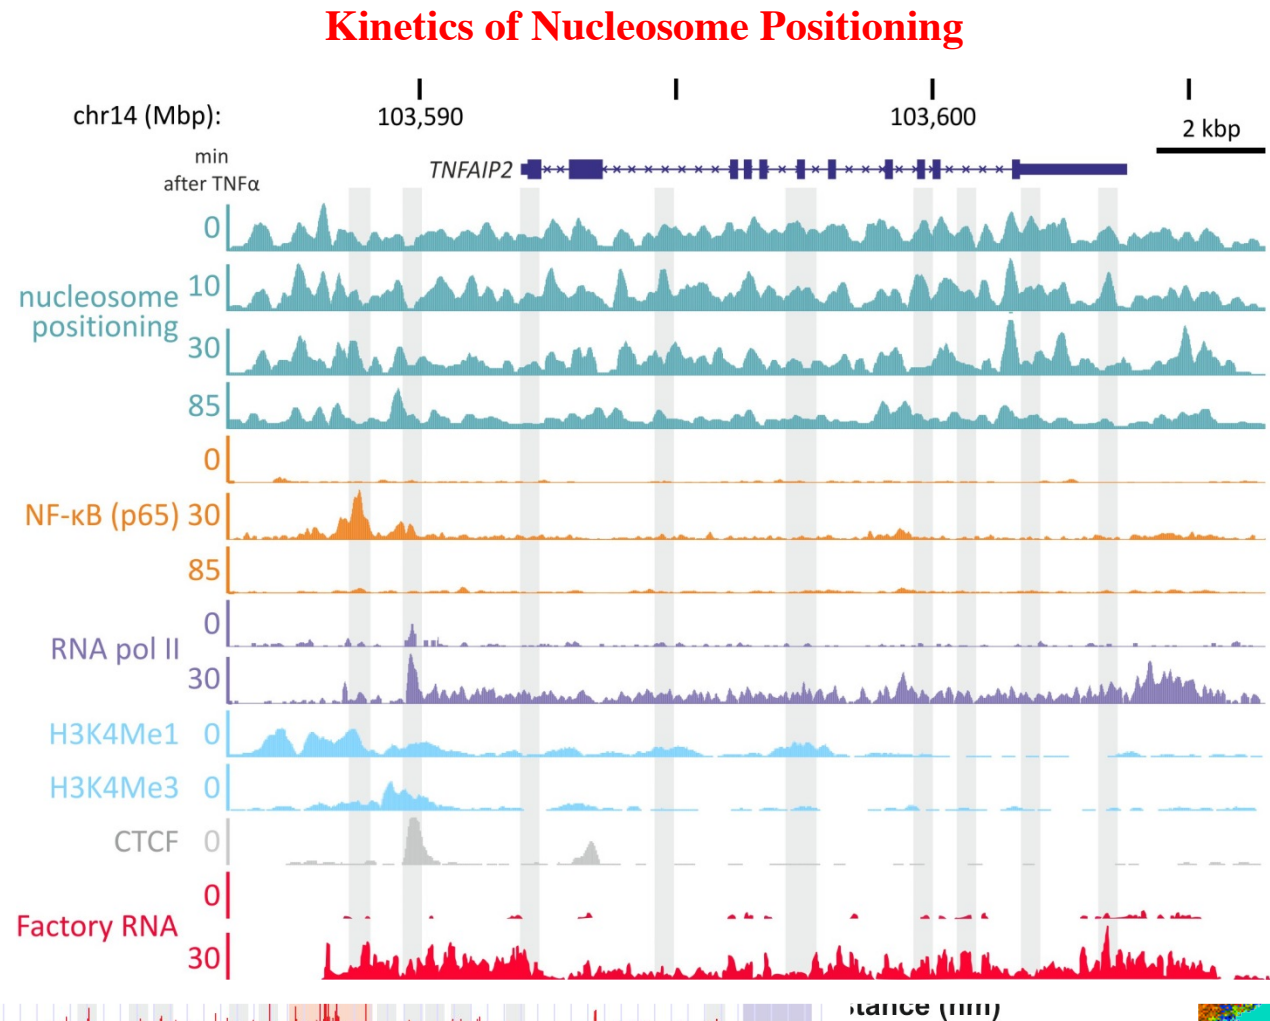 Kinetics of Nucleosome Positioning
chr14 (Mbp):
103,590
103,600
2 kbp
min
after TNFα
TNFAIP2
nucleosome
positioning
0
10
30
85
NF-κB (p65)
0
30
85
RNA pol II
0
30
H3K4Me1 0
H3K4Me3 0
CTCF 0
Factory RNA
0
30
(nm)